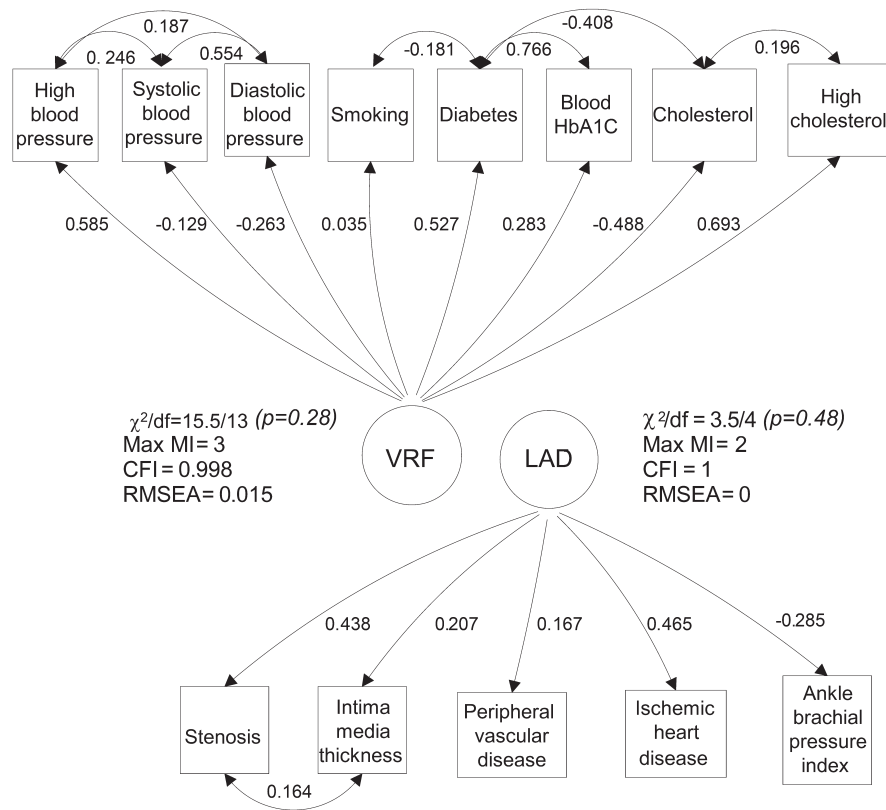 0.187
-0.408
0. 246
0.554
-0.181
0.766
0.196
High
blood
pressure
Systolic
blood
pressure
Diastolic
blood
pressure
Smoking
Diabetes
Blood
HbA1C
Cholesterol
High
cholesterol
0.585
-0.129
-0.263
0.035
0.527
0.283
-0.488
0.693
χ²/df=15.5/13 (p=0.28)
Max MI = 3
CFI = 0.998
RMSEA= 0.015
VRF
LAD
χ²/df = 3.5/4 (p=0.48)
Max MI = 2
CFI = 1
RMSEA= 0
0.438
0.207
0.167
0.465
-0.285
Stenosis
Intima
media
thickness
Peripheral
vascular
disease
Ischemic
heart
disease
Ankle
brachial
pressure
index
0.164